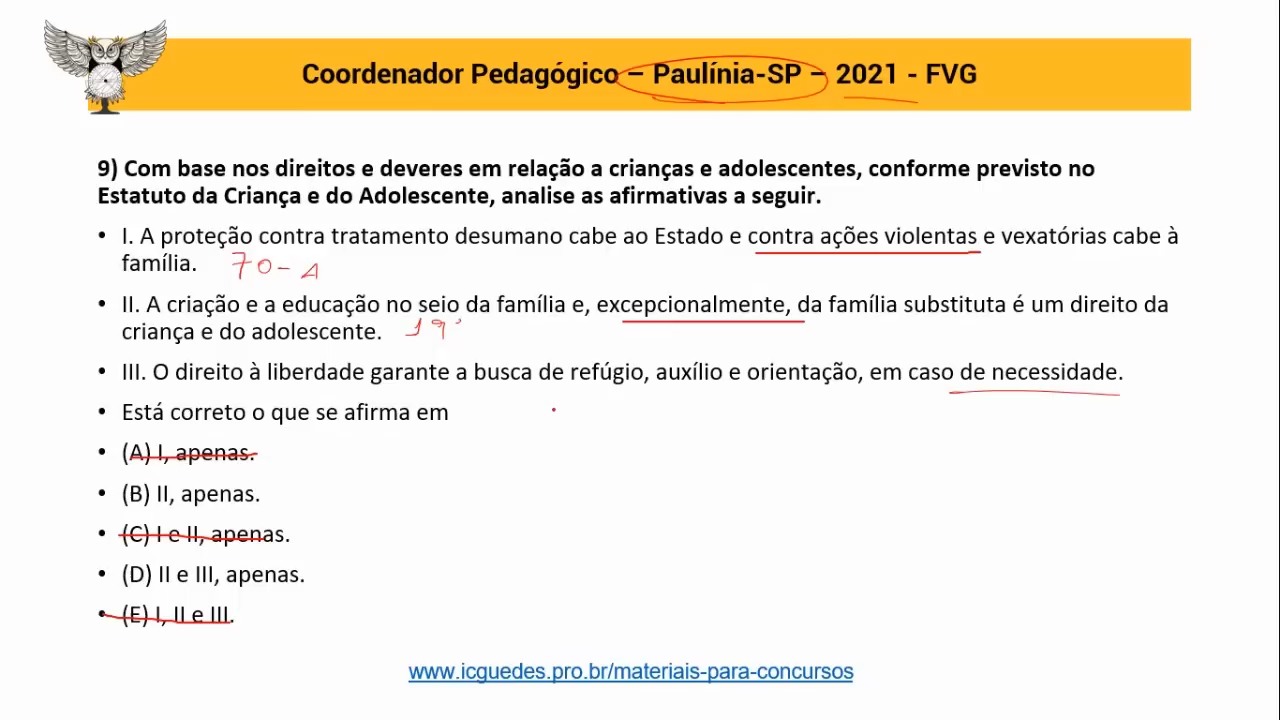 Coordenador Pedagógico – Paulínia-SP – 2021 - FVG
9) Com base nos direitos e deveres em relação a crianças e adolescentes, conforme previsto no
Estatuto da Criança e do Adolescente, analise as afirmativas a seguir.
• I. A proteção contra tratamento desumano cabe ao Estado e contra ações violentas e vexatórias cabe à
família. 70-A
• II. A criação e a educação no seio da família e, excepcionalmente, da família substituta é um direito da
criança e do adolescente. 19
• III. O direito à liberdade garante a busca de refúgio, auxílio e orientação, em caso de necessidade.
• Está correto o que se afirma em
• (A) I, apenas.
• (B) II, apenas.
• (C) I e II, apenas.
• (D) II e III, apenas.
• (E) I, II e III.
www.icguedes.pro.br/materiais-para-concursos